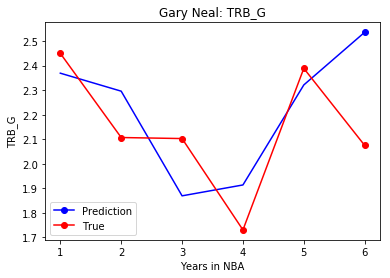 Gary Neal: TRB_G
TRB_G
2.5
2.4
2.3
2.2
2.1
2.0
1.9
1.8
1.7
Prediction
True
1 2 3 4 5 6
Years in NBA